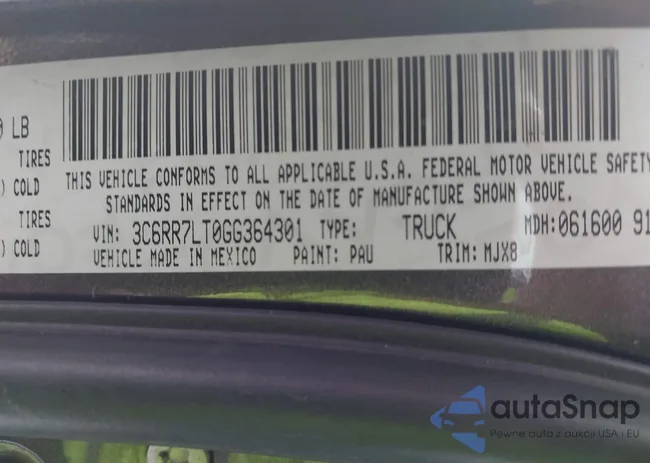 0 LB
TIRES
) COLD
TIRES
) COLD
THIS VEHICLE CONFORMS TO ALL APPLICABLE U.S.A. FEDERAL MOTOR VEHICLE SAFETY
STANDARDS IN EFFECT ON THE DATE OF MANUFACTURE SHOWN ABOVE.
VIN: 3C6RR7LT0GG364301 TYPE: TRUCK MDH:061600 91
VEHICLE MADE IN MEXICO PAINT: PAU TRIM: MJX8
autaSnap
Pewne auta z aukcji USA i EU